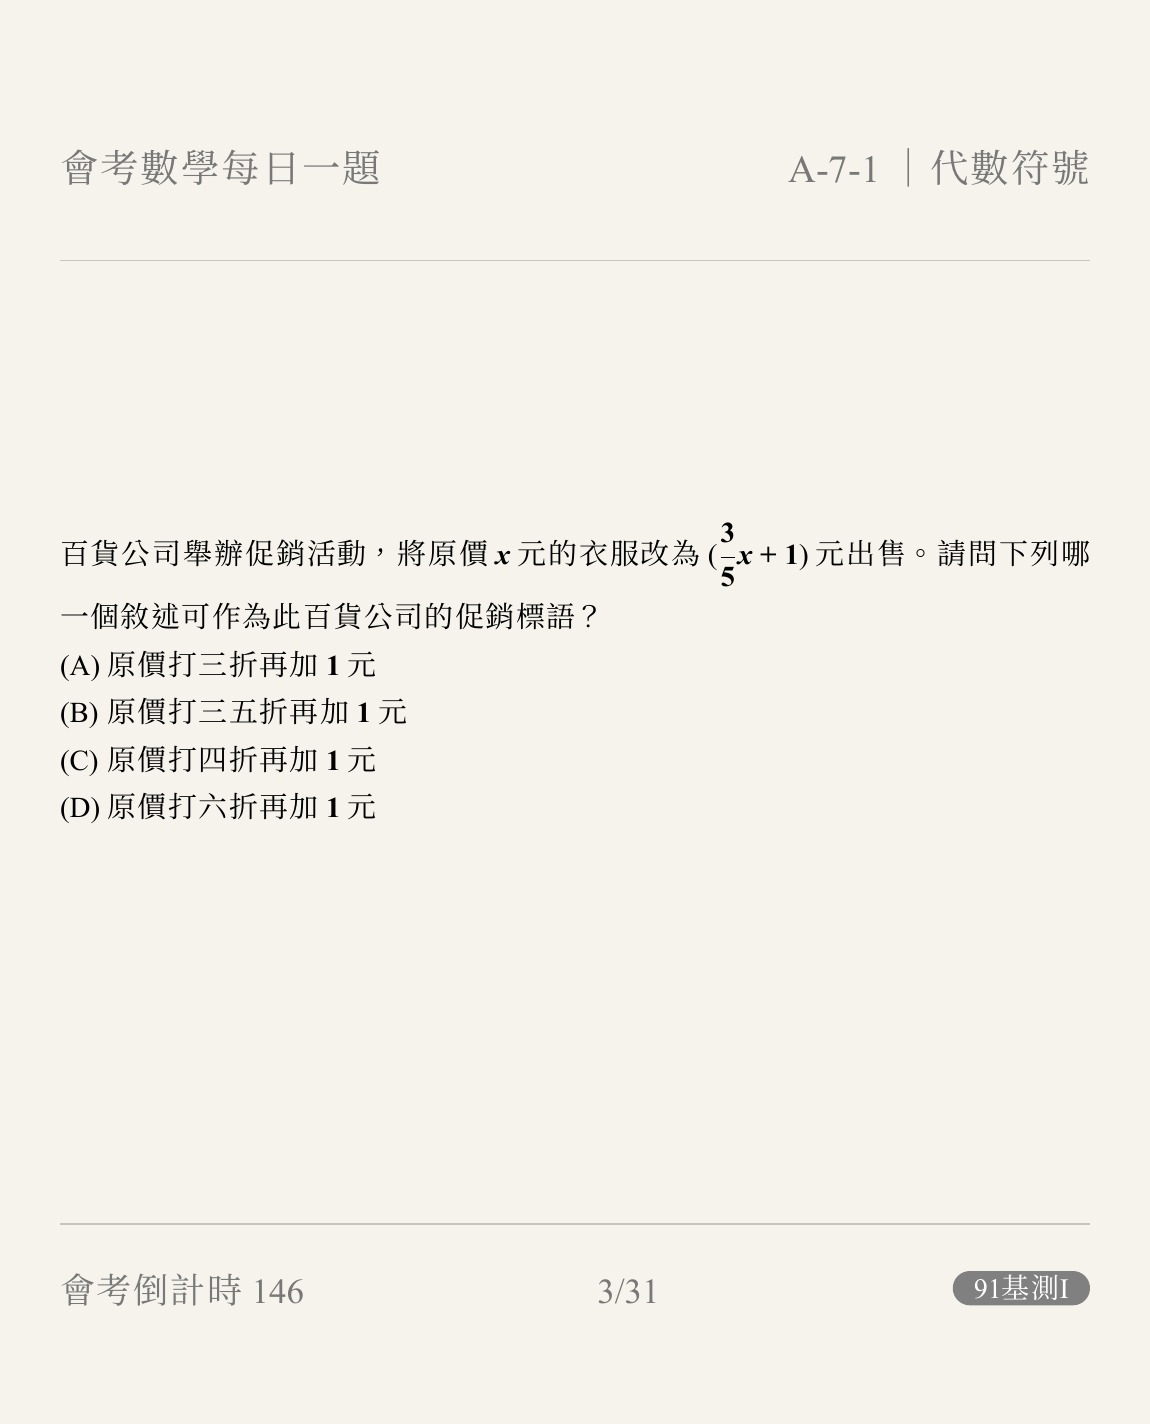 會考數學每日一題
A-7-1 │代數符號
百貨公司舉辦促銷活動，將原價 x 元的衣服改為 (3/5x + 1) 元出售。請問下列哪
一個敘述可作為此百貨公司的促銷標語？
(A) 原價打三折再加 1 元
(B) 原價打三五折再加 1 元
(C) 原價打四折再加 1 元
(D) 原價打六折再加 1 元
會考倒計時 146
3/31
91基測I